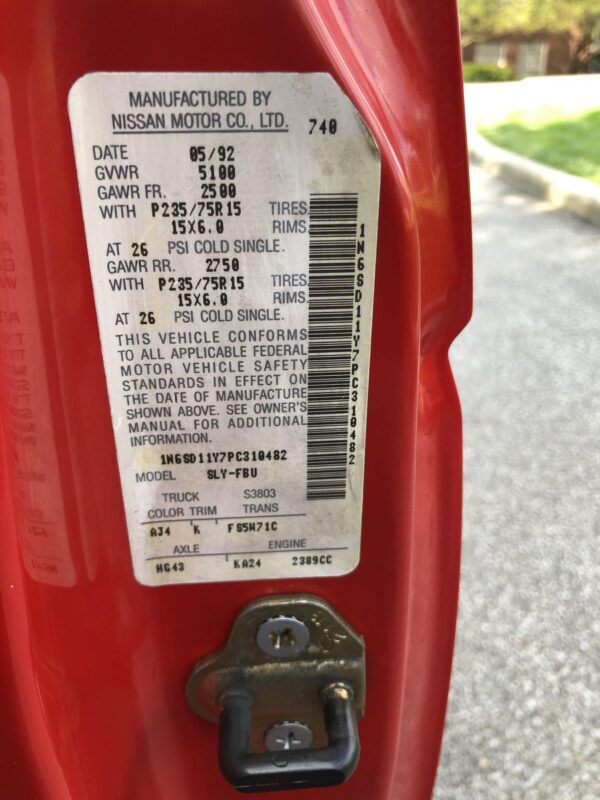 MANUFACTURED BY
NISSAN MOTOR CO., LTD. 740
DATE 05/92
GVWR 5100
GAWR FR. 2500
WITH P235/75R15 TIRES
15X6.0 RIMS
AT 26 PSI COLD SINGLE.
GAWR RR. 2750
WITH P235/75R15 TIRES
15X6.0 RIMS
AT 26 PSI COLD SINGLE.
THIS VEHICLE CONFORMS
TO ALL APPLICABLE FEDERAL
MOTOR VEHICLE SAFETY
STANDARDS IN EFFECT ON
THE DATE OF MANUFACTURE
SHOWN ABOVE. SEE OWNER'S
MANUAL FOR ADDITIONAL
INFORMATION.
1N6SD11Y7PC310482
1N6SD11Y7PC310482
MODEL SLY-FBU
TRUCK S3803
COLOR TRIM TRANS
AJ4 K FS5W71C
AXLE ENGINE
HG43 KA24 2389CC